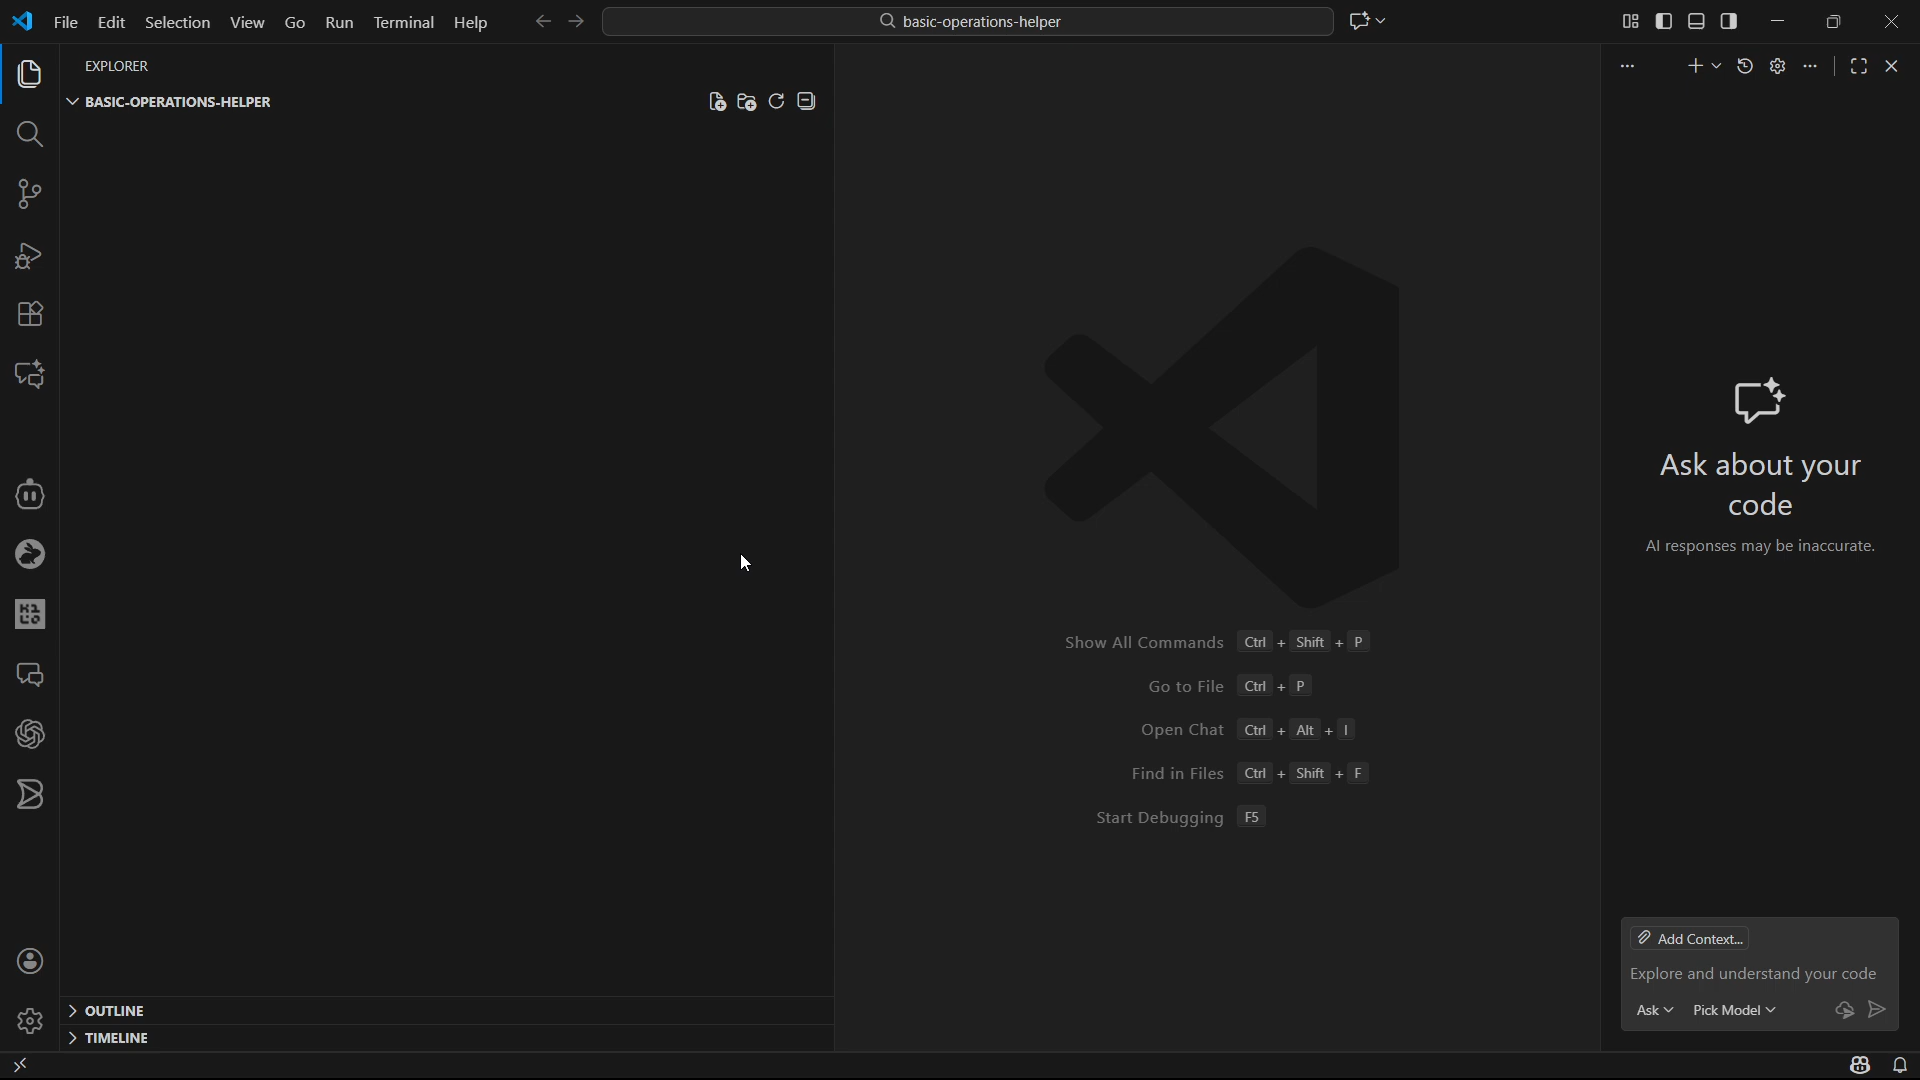 File Edit Selection View Go Run Terminal Help
basic-operations-helper
EXPLORER
BASIC-OPERATIONS-HELPER
Show All Commands Ctrl + Shift + P
Go to File Ctrl + P
Open Chat Ctrl + Alt + I
Find in Files Ctrl + Shift + F
Start Debugging F5
OUTLINE
TIMELINE
Ask about your
code
AI responses may be inaccurate.
Add Context...
Explore and understand your code
Ask Pick Model